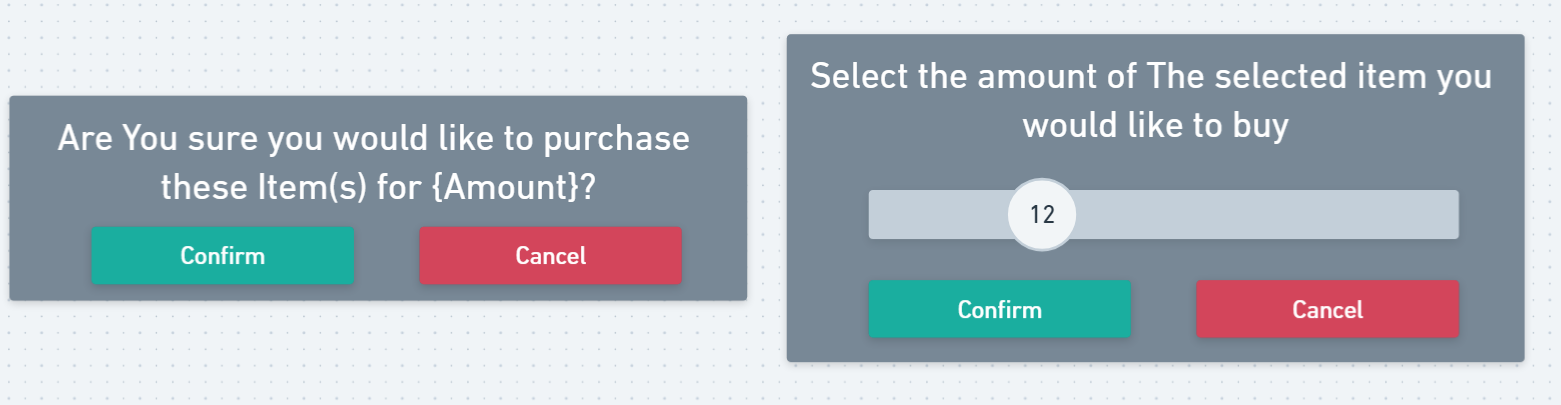 Are You sure you would like to purchase
these Item(s) for {Amount}?
Confirm
Cancel
Select the amount of The selected item you
would like to buy
12
Confirm
Cancel